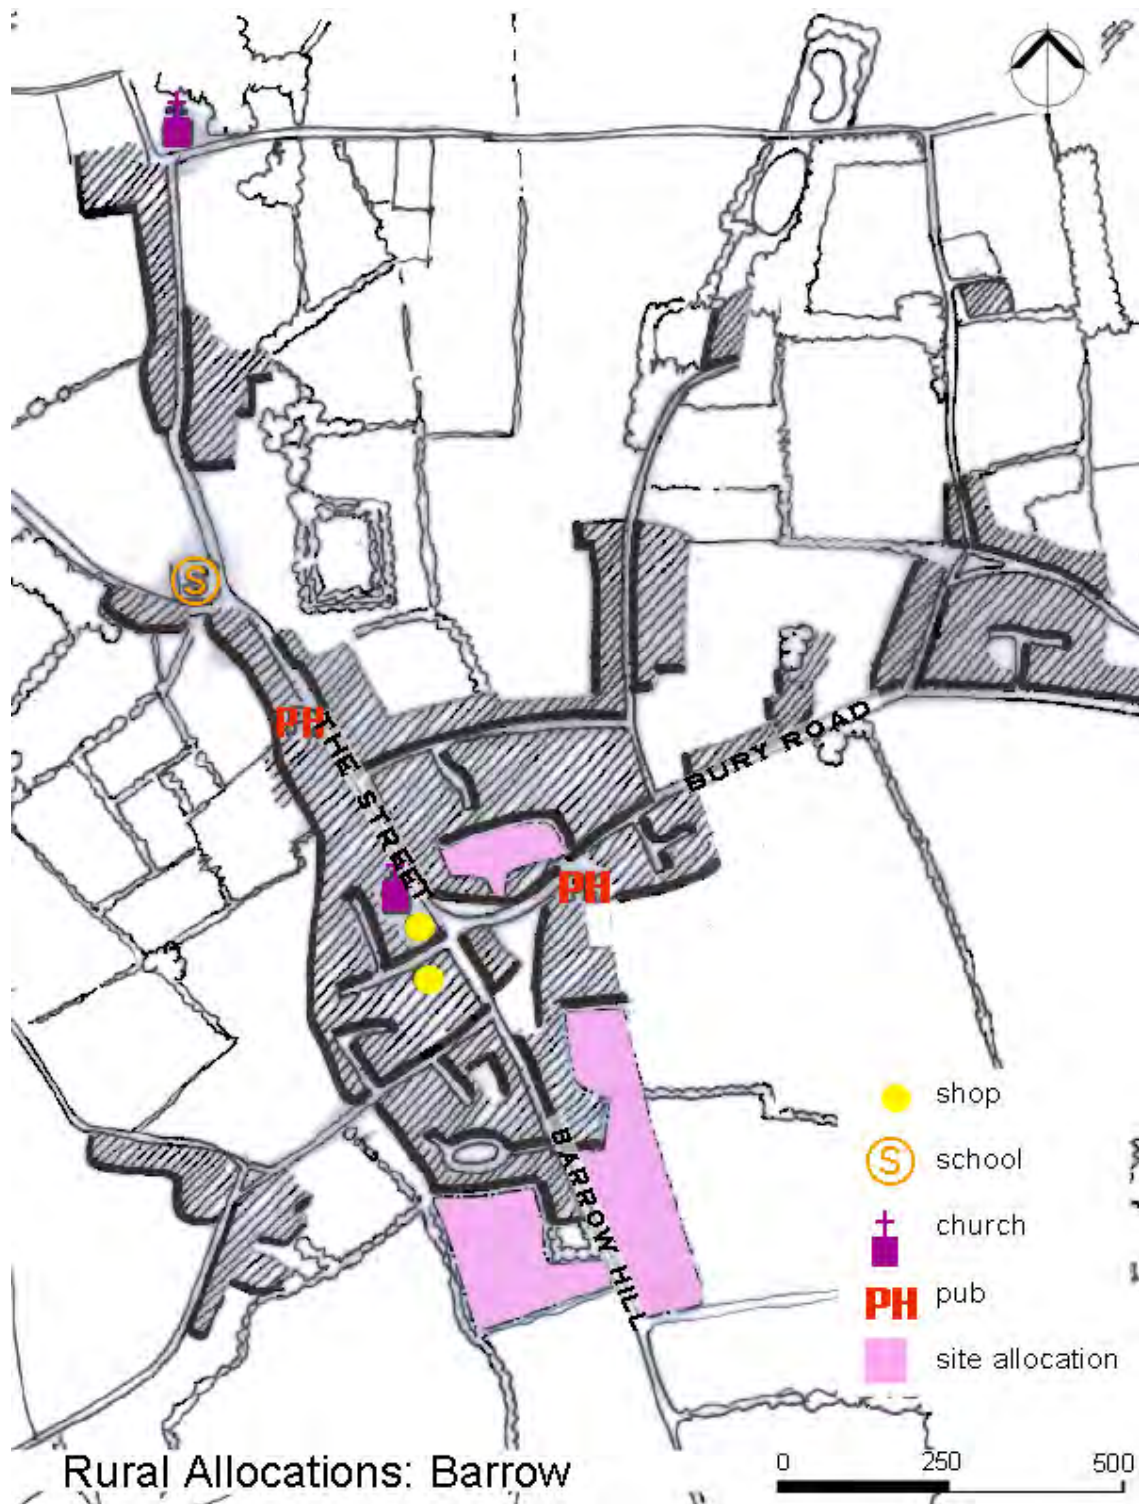 S
PH
THE STREET
BURY ROAD
PH
BARROW HILL
shop
S school
church
PH pub
site allocation
Rural Allocations: Barrow
0 250 500